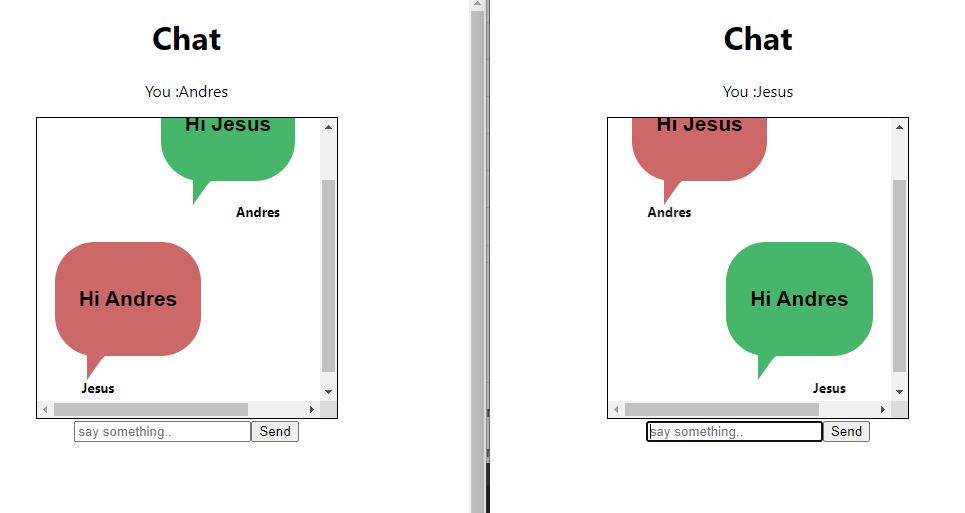 Chat
You :Andres
Hi Jesus
Andres
Hi Andres
Jesus
say something..
Send
Chat
You :Jesus
Hi Jesus
Andres
Hi Andres
Jesus
say something..
Send